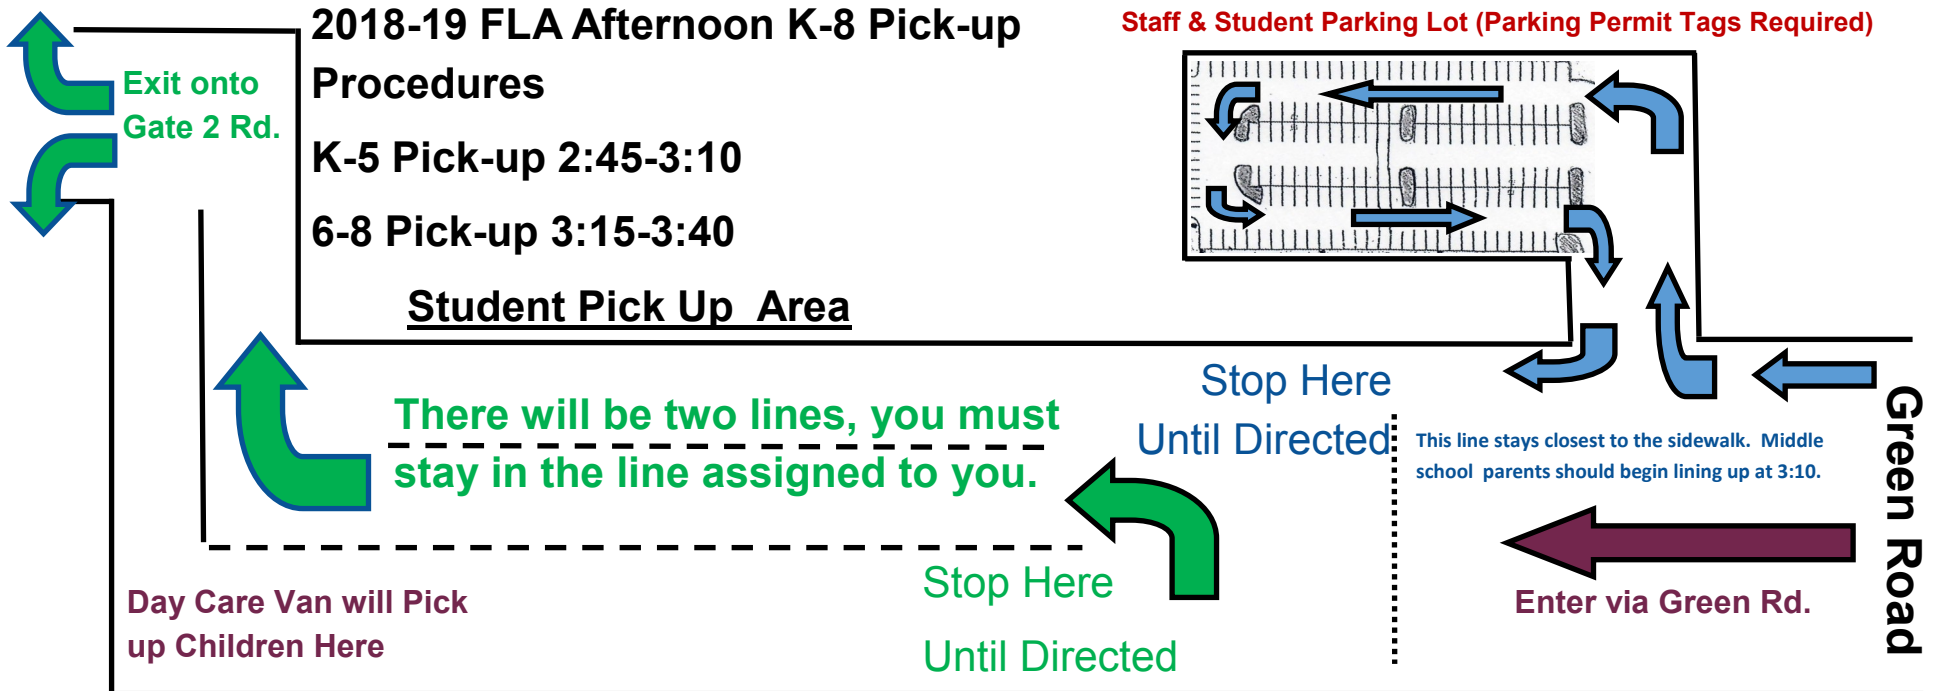 2018-19 FLA Afternoon K-8 Pick-up
Procedures
K-5 Pick-up 2:45-3:10
6-8 Pick-up 3:15-3:40
Student Pick Up  Area
Staff & Student Parking Lot (Parking Permit Tags Required)
Exit onto
Gate 2 Rd.
There will be two lines, you must
stay in the line assigned to you.
Stop Here
Until Directed
This line stays closest to the sidewalk.  Middle
school  parents should begin lining up at 3:10.
Green Road
Enter via Green Rd.
Stop Here
Until Directed
Day Care Van will Pick
up Children Here